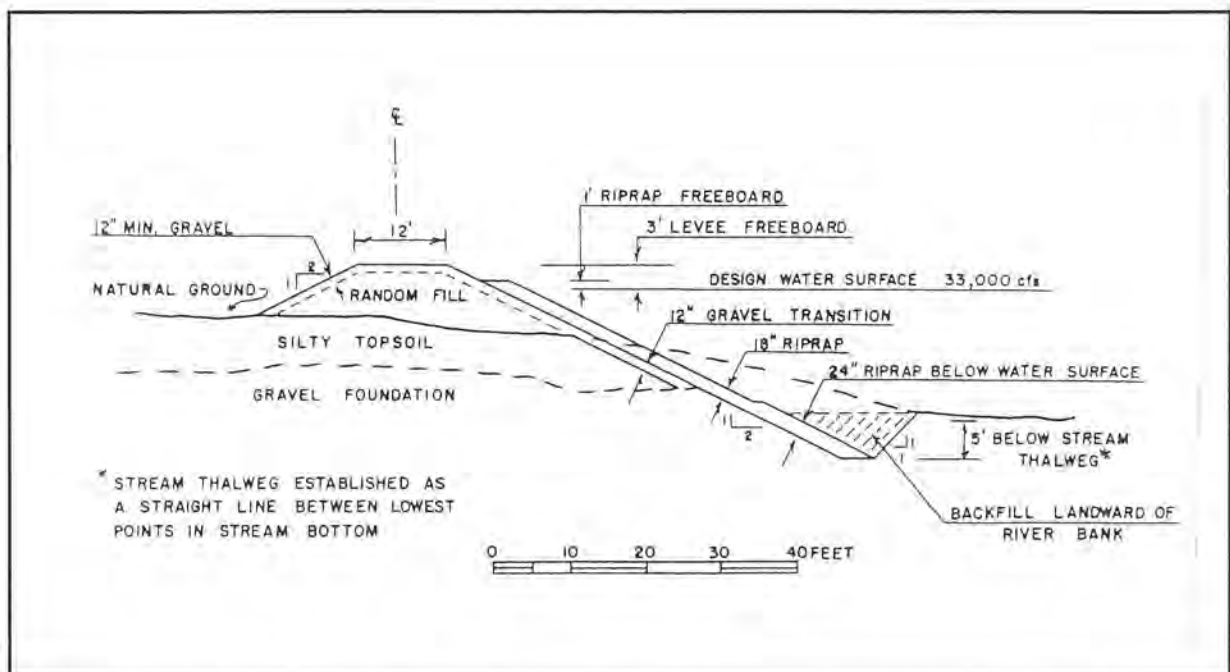 ℄
1' RIPRAP FREEBOARD
12" MIN. GRAVEL
12'
3' LEVEE FREEBOARD
1
2
NATURAL GROUND
RANDOM FILL
DESIGN WATER SURFACE 33,000 cfs
12" GRAVEL TRANSITION
SILTY TOPSOIL
18" RIPRAP
24" RIPRAP BELOW WATER SURFACE
GRAVEL FOUNDATION
1
2
1
1
5' BELOW STREAM
THALWEG*
* STREAM THALWEG ESTABLISHED AS
A STRAIGHT LINE BETWEEN LOWEST
POINTS IN STREAM BOTTOM
BACKFILL LANDWARD OF
RIVER BANK
0 10 20 30 40 FEET